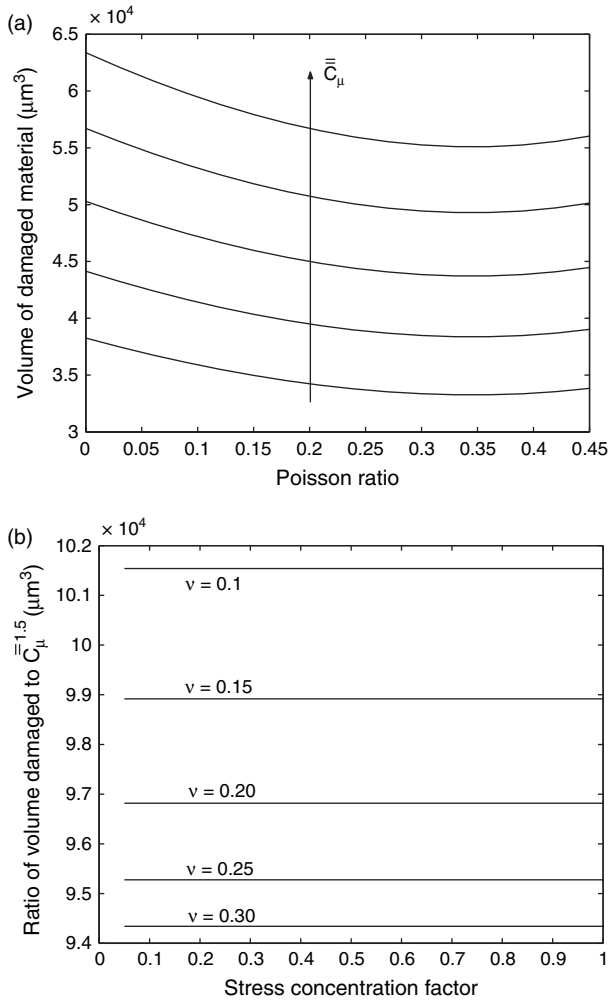 (a)
× 10⁴
6.5
6
5.5
5
4.5
4
3.5
3
Volume of damaged material (μm³)
C̿μ
0 0.05 0.1 0.15 0.2 0.25 0.3 0.35 0.4 0.45
Poisson ratio
(b)
× 10⁴
10.2
10.1
10
9.9
9.8
9.7
9.6
9.5
9.4
Ratio of volume damaged to C̿μ^1.5 (μm³)
ν = 0.1
ν = 0.15
ν = 0.20
ν = 0.25
ν = 0.30
0 0.1 0.2 0.3 0.4 0.5 0.6 0.7 0.8 0.9 1
Stress concentration factor